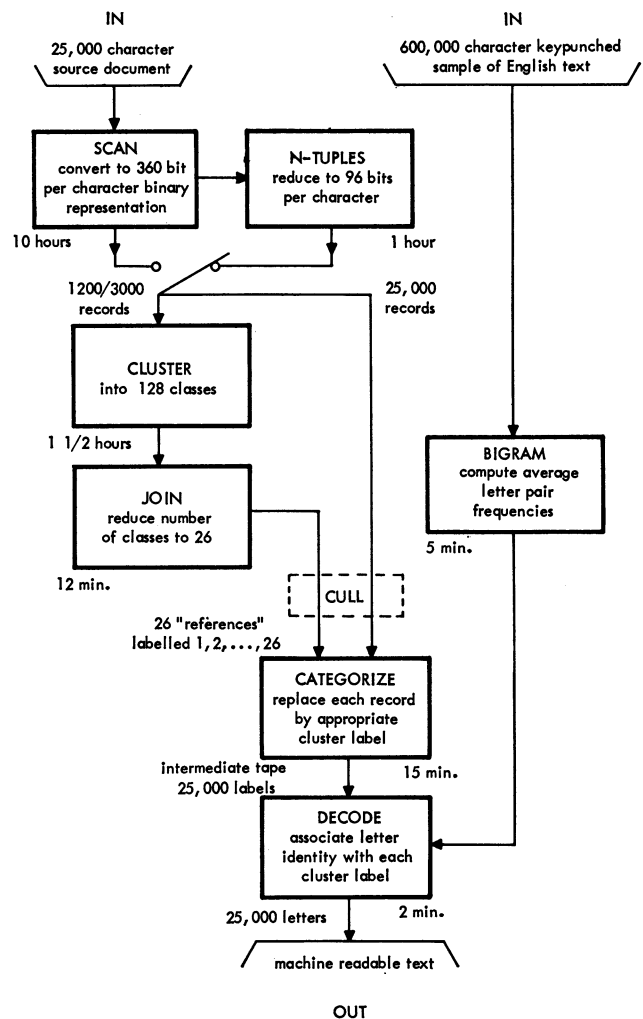 IN
25,000 character
source document
IN
600,000 character keypunched
sample of English text
SCAN
convert to 360 bit
per character binary
representation
10 hours
N-TUPLES
reduce to 96 bits
per character
1 hour
1200/3000
records
25,000
records
CLUSTER
into 128 classes
1 1/2 hours
JOIN
reduce number
of classes to 26
12 min.
BIGRAM
compute average
letter pair
frequencies
5 min.
CULL
26 "references"
labelled 1,2,...,26
CATEGORIZE
replace each record
by appropriate
cluster label
15 min.
intermediate tape
25,000 labels
DECODE
associate letter
identity with each
cluster label
2 min.
25,000 letters
machine readable text
OUT